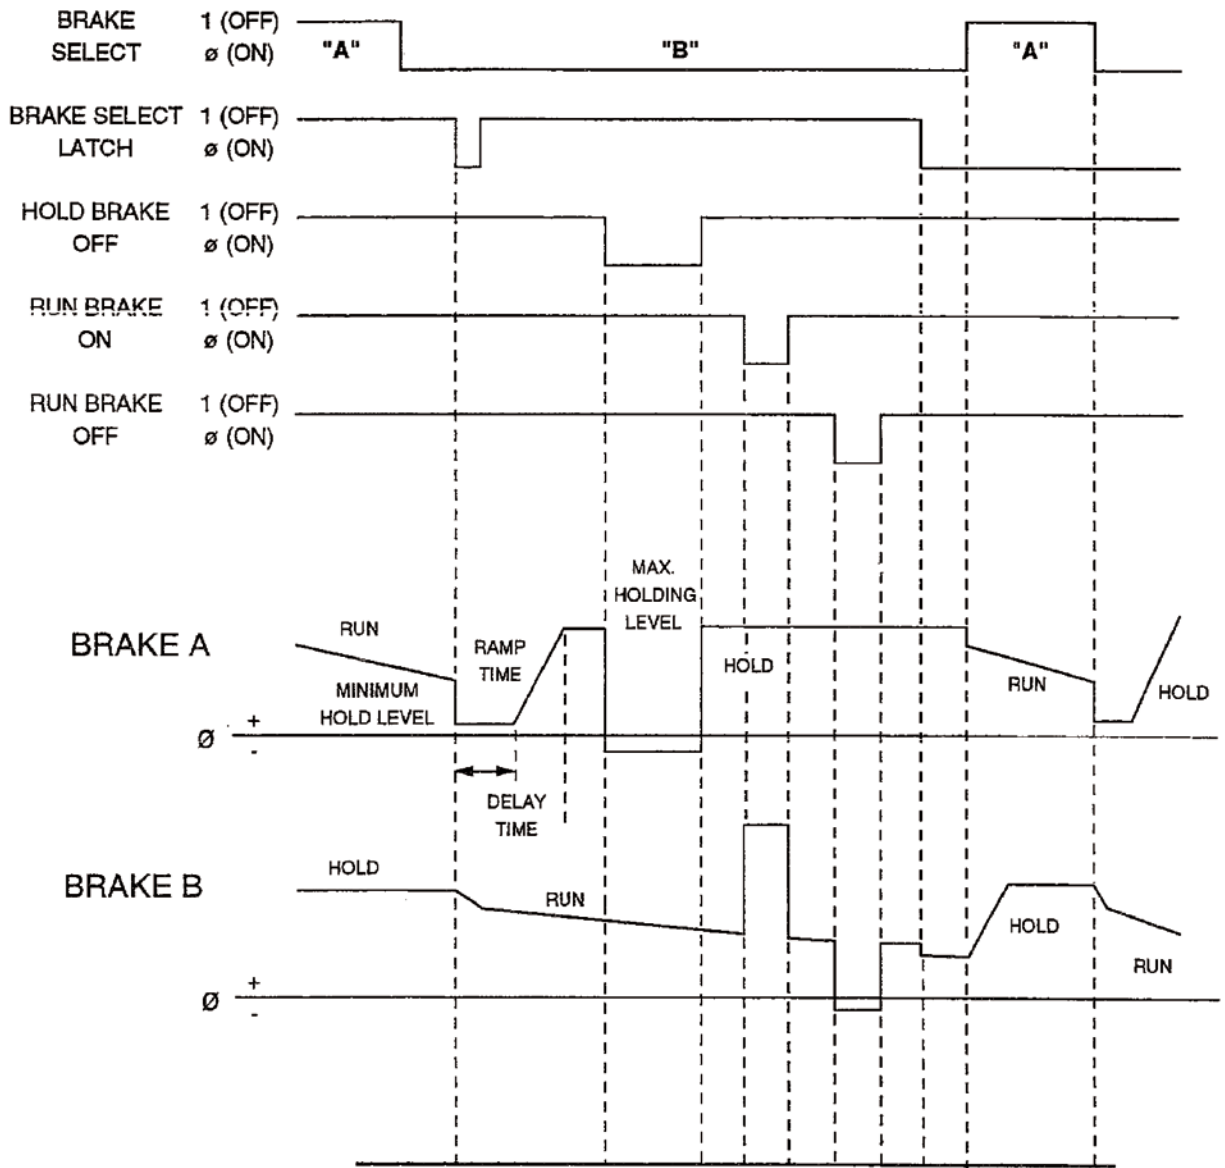 BRAKE 1 (OFF)
SELECT ø (ON)
"A" "B" "A"
BRAKE SELECT 1 (OFF)
LATCH ø (ON)
HOLD BRAKE 1 (OFF)
OFF ø (ON)
RUN BRAKE 1 (OFF)
ON ø (ON)
RUN BRAKE 1 (OFF)
OFF ø (ON)
BRAKE A
RUN
MINIMUM
HOLD LEVEL
RAMP
TIME
MAX.
HOLDING
LEVEL
HOLD
RUN
HOLD
Ø + -
DELAY
TIME
BRAKE B
HOLD
RUN
HOLD
RUN
Ø + -